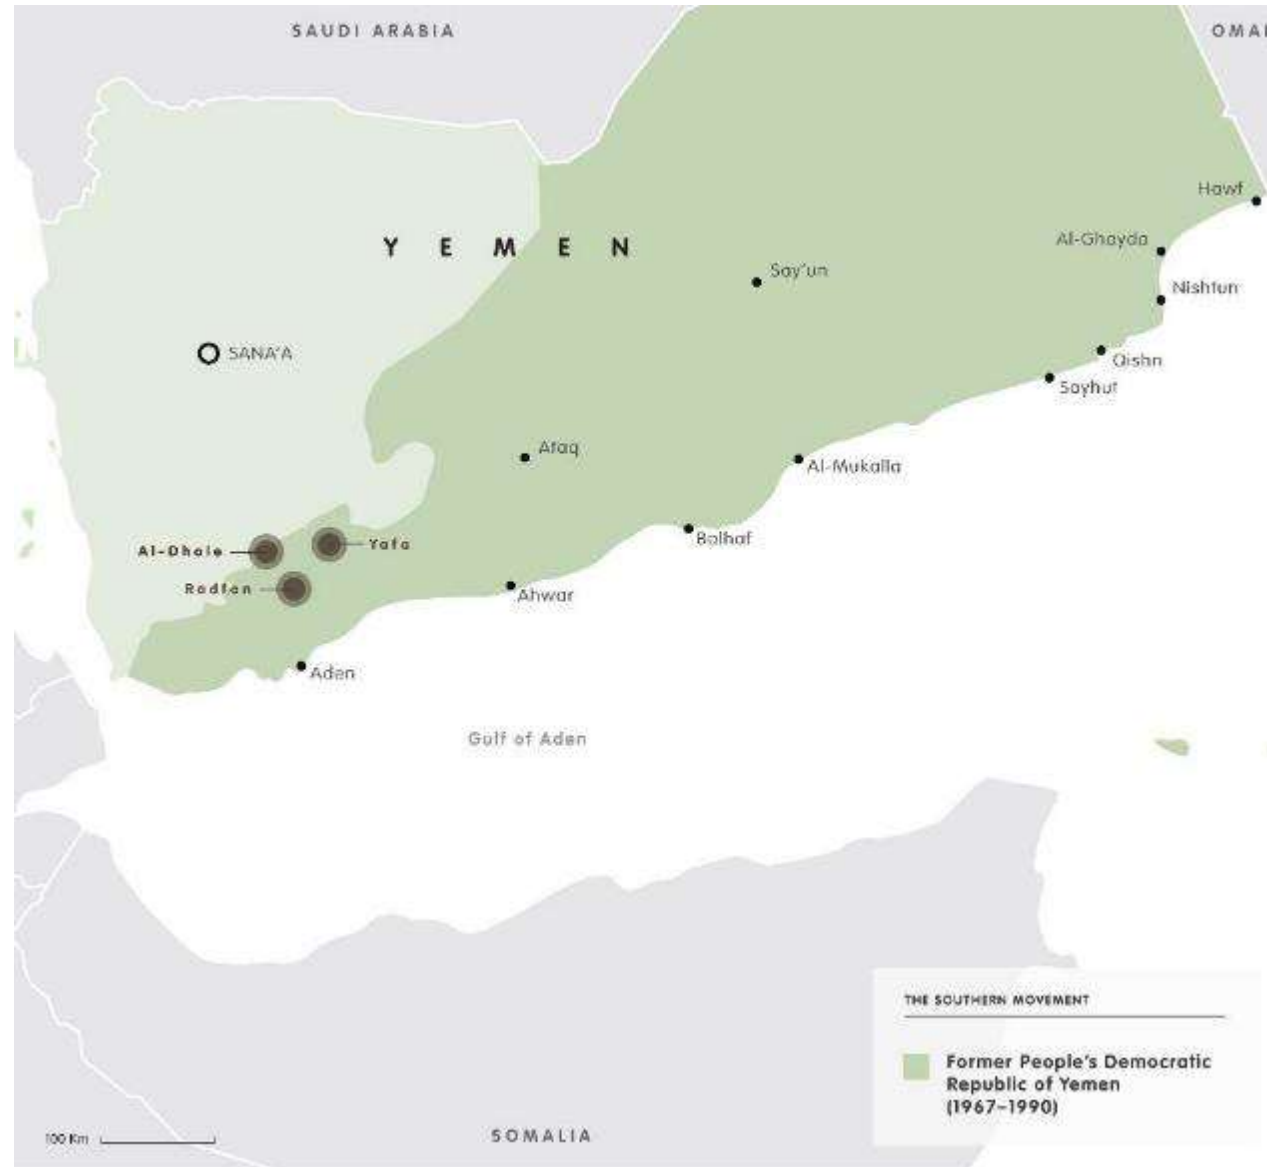 SAUDI ARABIA
OMA
Hawf
Al-Ghayda
YEMEN
Say'un
Nishtun
SANA'A
Qishn
Sayhut
Ataq
Al-Mukalla
Bolhaf
Al-Dhale
Yafa
Radfan
Ahwar
Aden
Gulf of Aden
THE SOUTHERN MOVEMENT
Former People's Democratic
Republic of Yemen
(1967–1990)
100 Km
SOMALIA